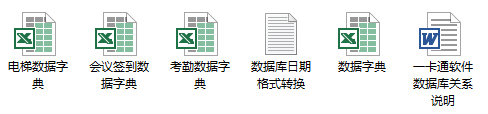 电梯数据字
典
会议签到数
据字典
考勤数据字
典
数据库日期
格式转换
数据字典
一卡通软件
数据库关系
说明